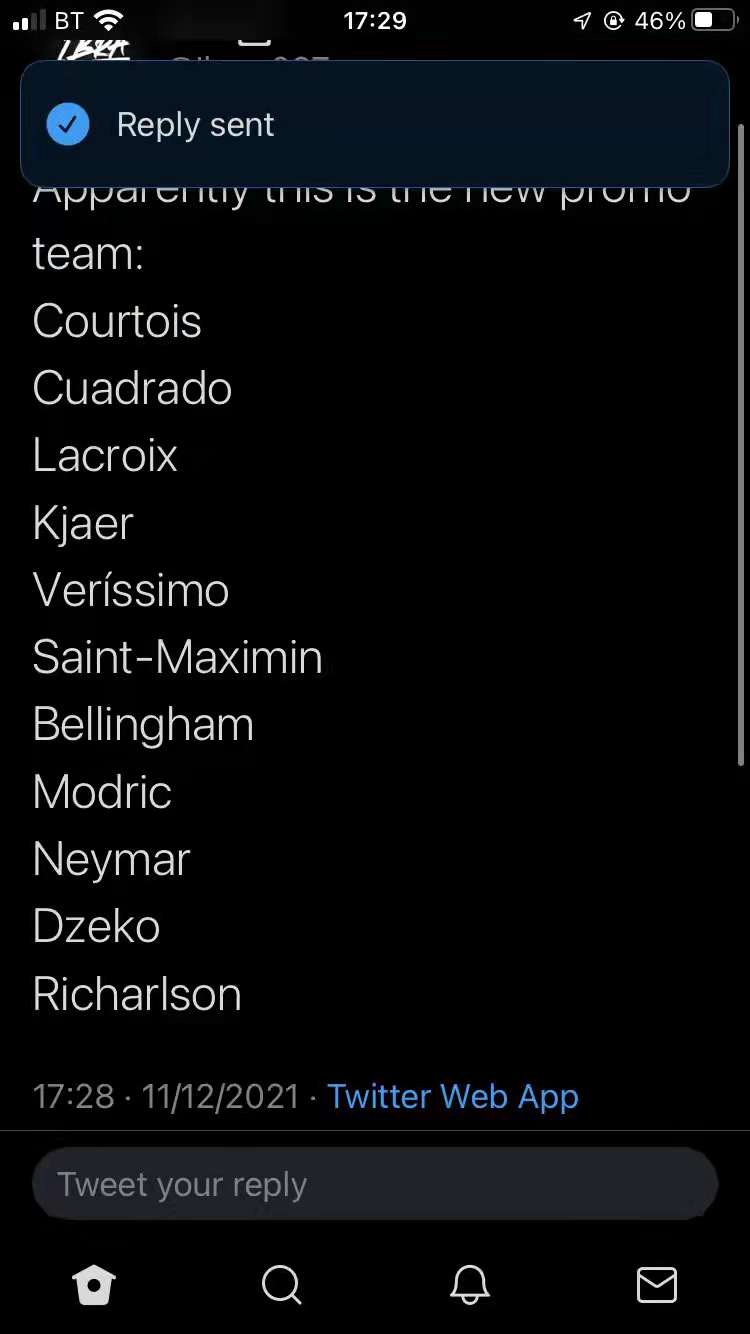 BT 17:29 46%
Reply sent
Apparently this is the new promo
team:
Courtois
Cuadrado
Lacroix
Kjaer
Veríssimo
Saint-Maximin
Bellingham
Modric
Neymar
Dzeko
Richarlson
17:28 · 11/12/2021 · Twitter Web App
Tweet your reply